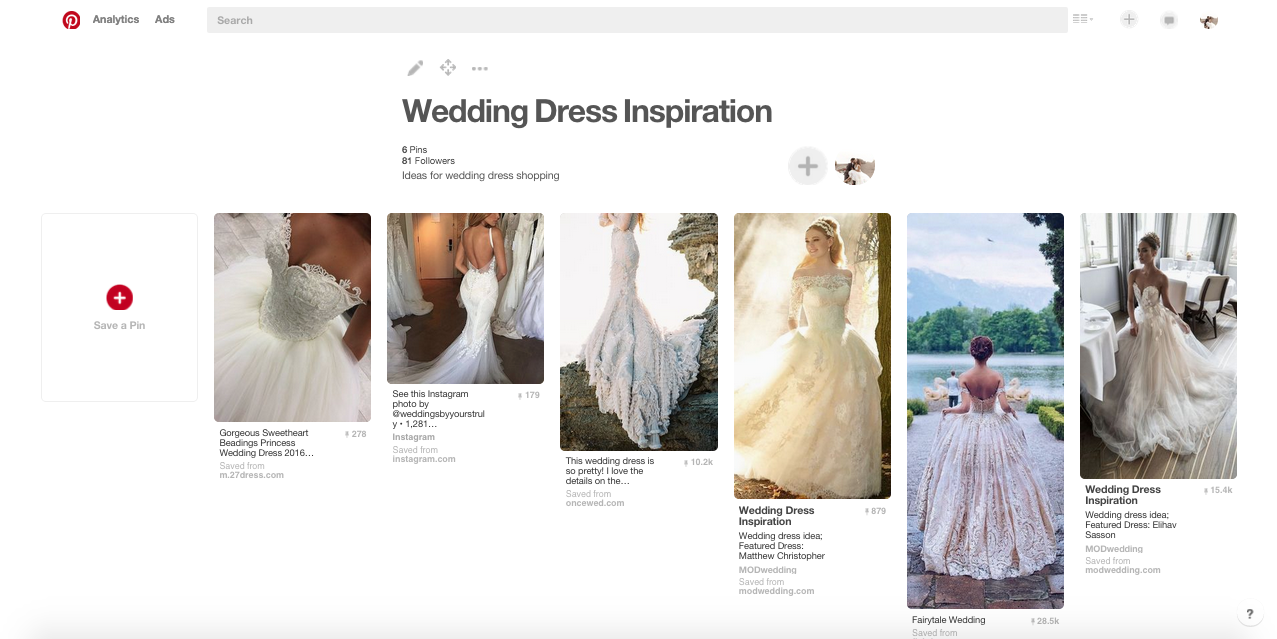 Analytics Ads Search
Wedding Dress Inspiration
6 Pins
81 Followers
Ideas for wedding dress shopping
Save a Pin
Gorgeous Sweetheart
Beadings Princess
Wedding Dress 2016...
278
Saved from
m.27dress.com
See this Instagram
photo by
@weddingsbyyourstrul
y • 1,281...
179
Instagram
Saved from
instagram.com
This wedding dress is
so pretty! I love the
details on the...
10.2k
Saved from
oncewed.com
Wedding Dress
Inspiration
879
Wedding dress idea;
Featured Dress:
Matthew Christopher
MODwedding
Saved from
modwedding.com
Fairytale Wedding
28.5k
Saved from
Wedding Dress
Inspiration
15.4k
Wedding dress idea;
Featured Dress: Elihav
Sasson
MODwedding
Saved from
modwedding.com
?